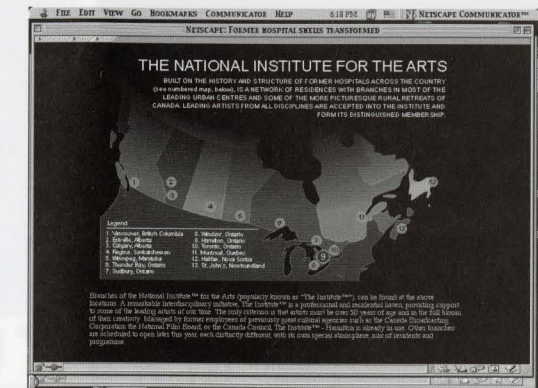 FILE EDIT VIEW GO BOOKMARKS COMMUNICATOR HELP 6:18 PM NETSCAPE COMMUNICATOR™
NETSCAPE: FORMER HOSPITAL SHELLS TRANSFORMED
THE NATIONAL INSTITUTE FOR THE ARTS
BUILT ON THE HISTORY AND STRUCTURE OF FORMER HOSPITALS ACROSS THE COUNTRY
(see numbered map, below), IS A NETWORK OF RESIDENCES WITH BRANCHES IN MOST OF THE
LEADING URBAN CENTRES AND SOME OF THE MORE PICTURESQUE RURAL RETREATS OF
CANADA. LEADING ARTISTS FROM ALL DISCIPLINES ARE ACCEPTED INTO THE INSTITUTE AND
FORM ITS DISTINGUISHED MEMBERSHIP.
Legend
1. Vancouver, British Columbia
2. Eckville, Alberta
3. Calgary, Alberta
4. Regina, Saskatchewan
5. Winnipeg, Manitoba
6. Thunder Bay, Ontario
7. Sudbury, Ontario
8. Windsor, Ontario
9. Hamilton, Ontario
10. Toronto, Ontario
11. Montreal, Quebec
12. Halifax, Nova Scotia
13. St. John's, Newfoundland
Branches of the National Institute™ for the Arts (popularly known as "The Institute™"), can be found at the above
locations. A remarkable interdisciplinary initiative, The Institute™ is a professional and residential haven, providing support
to some of the leading artists of our time. The only criterion is that artists must be over 50 years of age and in the full bloom
of their creativity. Managed by former employees of previously great cultural agencies such as the Canada Broadcasting
Corporation the National Film Board, or the Canada Council, The Institute™ - Hamilton is already in use. Other branches
are scheduled to open later this year, each distinctly different, with its own special atmosphere, mix of residents and
programme.